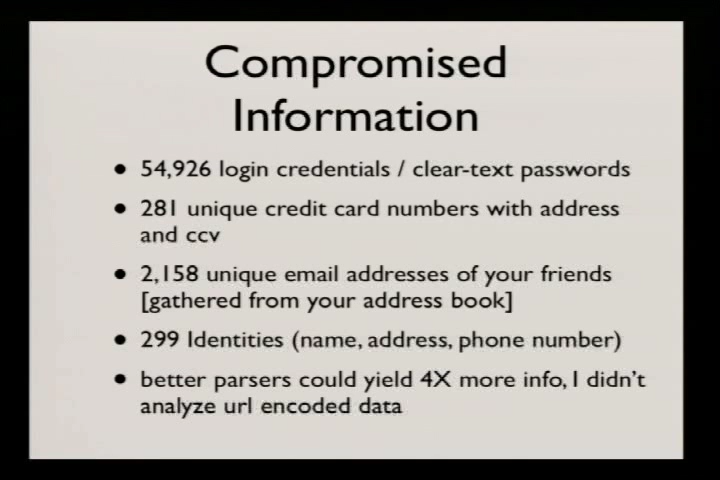 Compromised
Information
• 54,926 login credentials / clear-text passwords
• 281 unique credit card numbers with address
and ccv
• 2,158 unique email addresses of your friends
[gathered from your address book]
• 299 Identities (name, address, phone number)
• better parsers could yield 4X more info, I didn't
analyze url encoded data